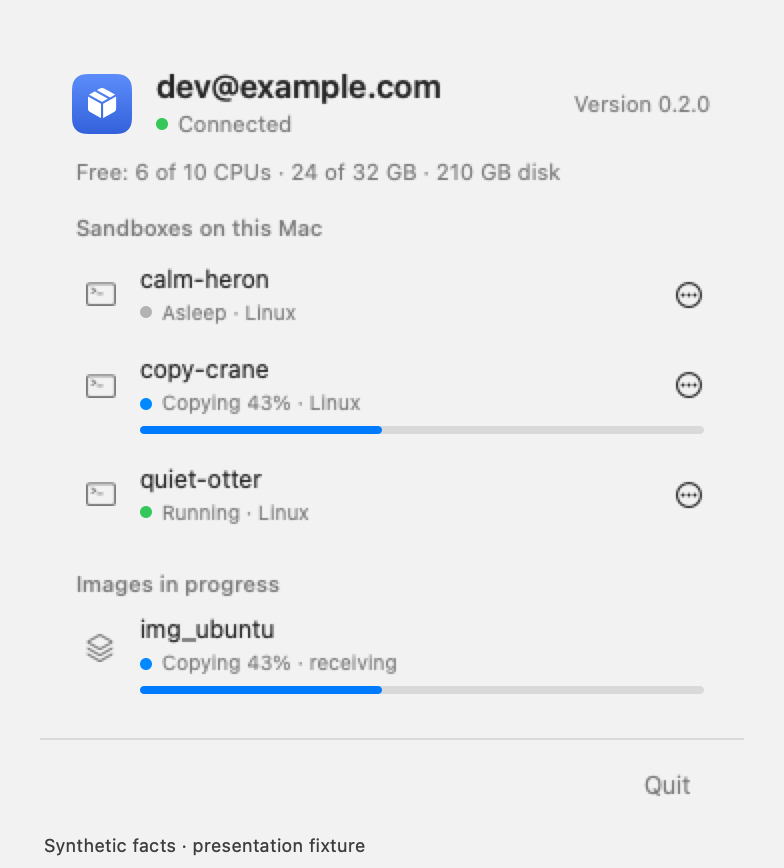 dev@example.com
Connected
Version 0.2.0
Free: 6 of 10 CPUs · 24 of 32 GB · 210 GB disk
Sandboxes on this Mac
calm-heron
Asleep · Linux
copy-crane
Copying 43% · Linux
quiet-otter
Running · Linux
Images in progress
img_ubuntu
Copying 43% · receiving
Quit
Synthetic facts · presentation fixture